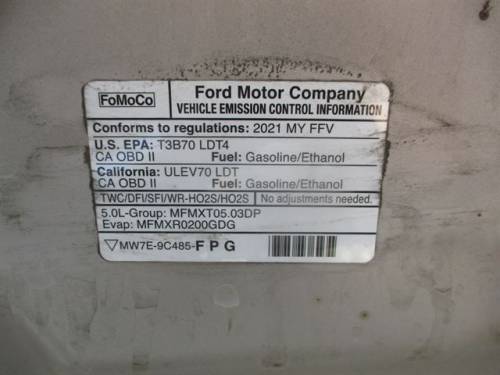 FoMoCo
Ford Motor Company
VEHICLE EMISSION CONTROL INFORMATION
Conforms to regulations: 2021 MY FFV
U.S. EPA: T3B70 LDT4
CA OBD II Fuel: Gasoline/Ethanol
California: ULEV70 LDT
CA OBD II Fuel: Gasoline/Ethanol
TWC/DFI/SFI/WR-HO2S/HO2S No adjustments needed.
5.0L-Group: MFMXT05.03DP
Evap: MFMXR0200GDG
MW7E-9C485-F P G